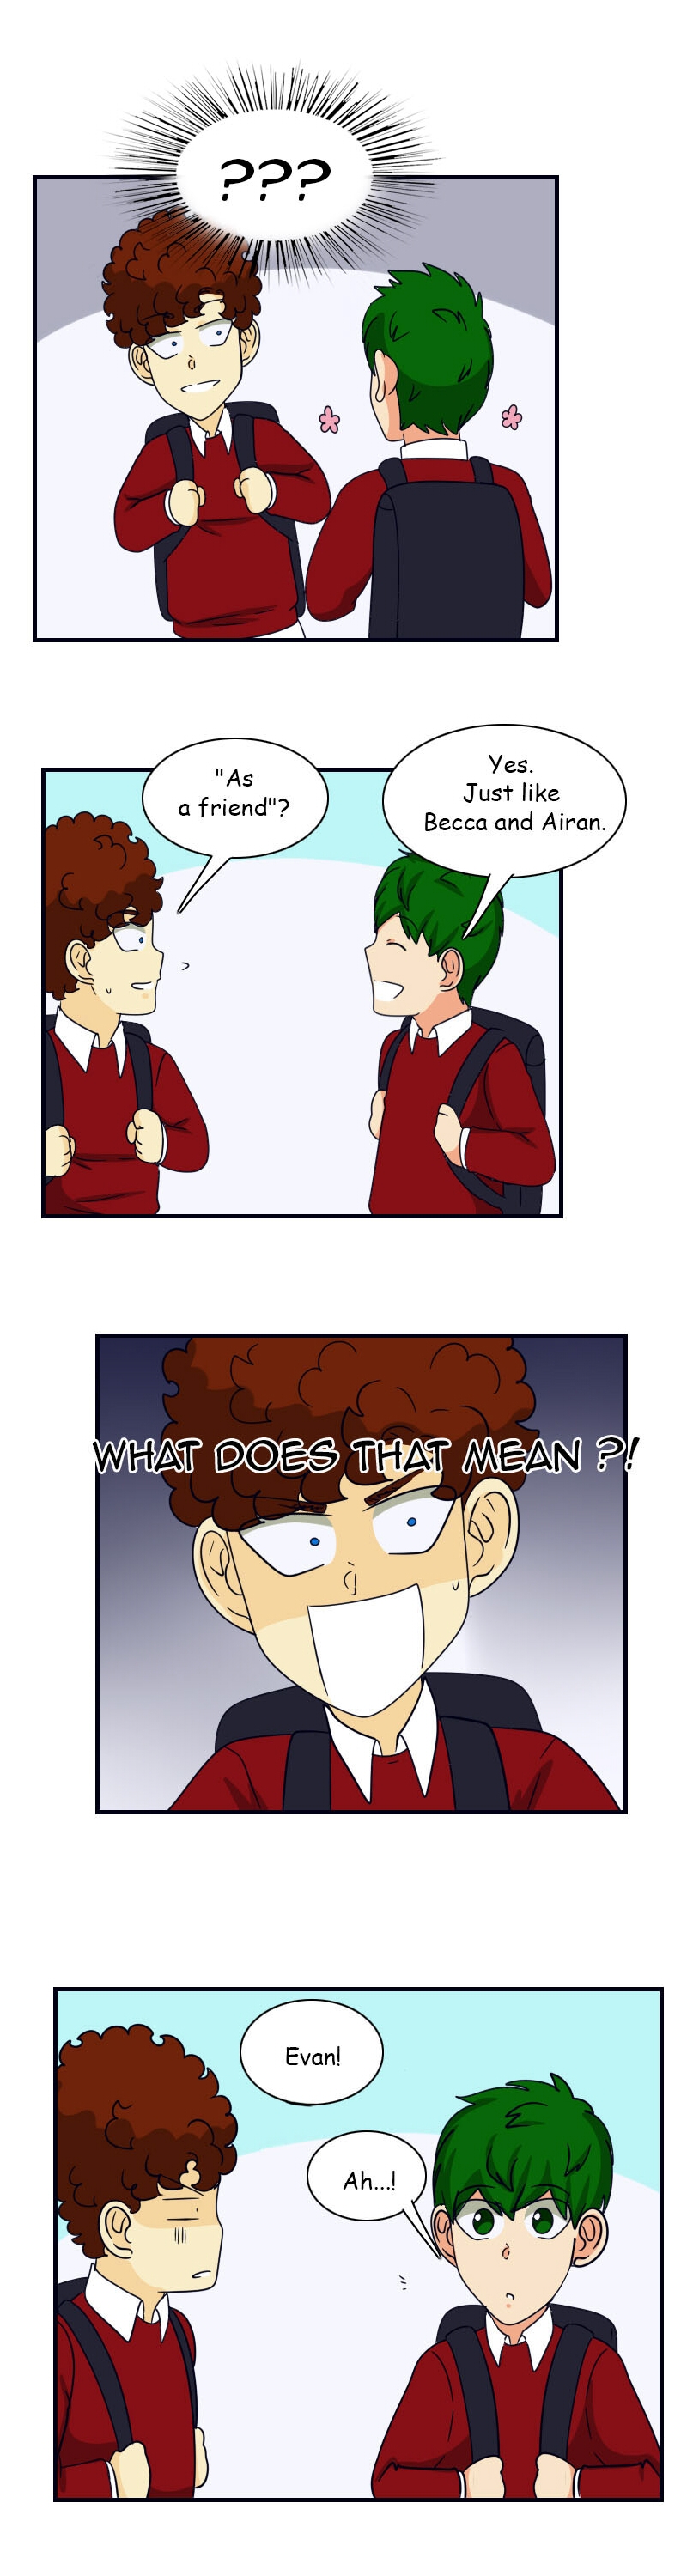 ???
"As
a friend"?
Yes.
Just like
Becca and Airan.
WHAT DOES THAT MEAN ?!
Evan!
Ah...!